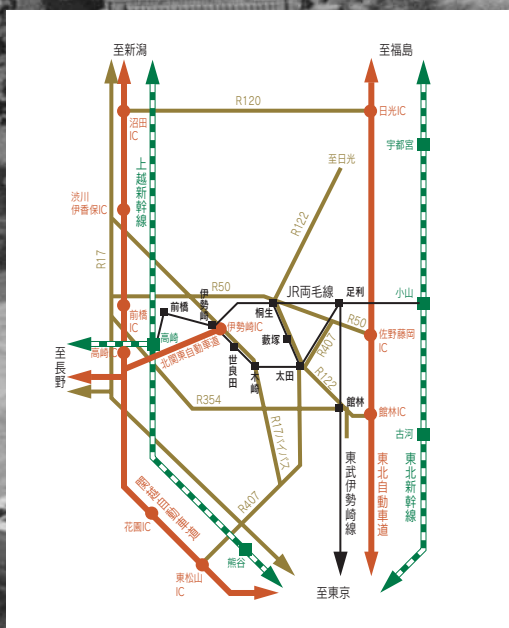 至新潟
至福島
R120
沼田
IC
日光IC
宇都宮
至日光
上越新幹線
渋川
伊香保IC
R122
R17
R50
JR両毛線
足利
小山
伊勢崎
前橋
桐生
前橋
IC
伊勢崎IC
R50
佐野藤岡
IC
高崎
藪塚
R407
高崎IC
北関東自動車道
至長野
世良田
木崎
太田
R122
R354
館林
館林IC
R17バイパス
古河
東武伊勢崎線
東北自動車道
東北新幹線
関越自動車道
R407
花園IC
熊谷
東松山
IC
至東京